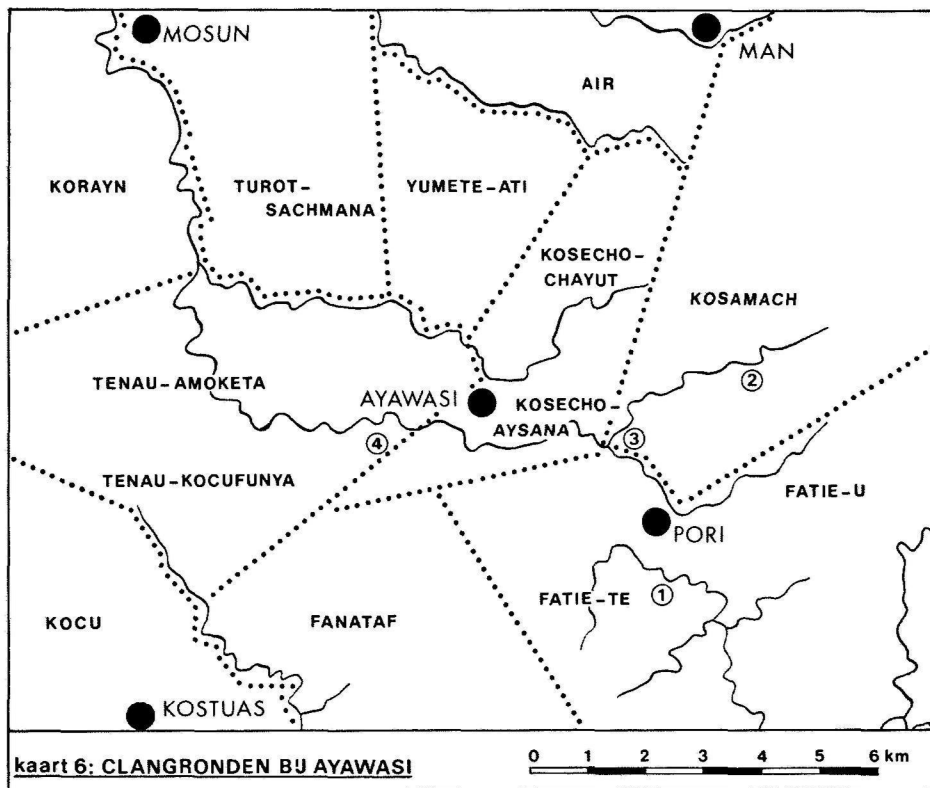 MOSUN
MAN
AIR
KORAYN
TUROT-
SACHMANA
YUMETE-ATI
KOSECHO-
CHAYUT
KOSAMACH
②
TENAU-AMOKETA
AYAWASI
KOSECHO-
AYSANA
③
④
TENAU-KOCUFUNYA
FATIE-U
PORI
①
FATIE-TE
KOCU
FANATAF
KOSTUAS
kaart 6: CLANGRONDEN BIJ AYAWASI
0 1 2 3 4 5 6 km